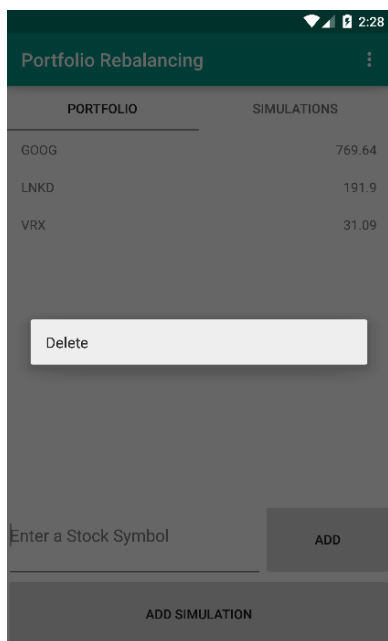 2:28
Portfolio Rebalancing
PORTFOLIO SIMULATIONS
GOOG 769.64
LNKD 191.9
VRX 31.09
Delete
Enter a Stock Symbol ADD
ADD SIMULATION